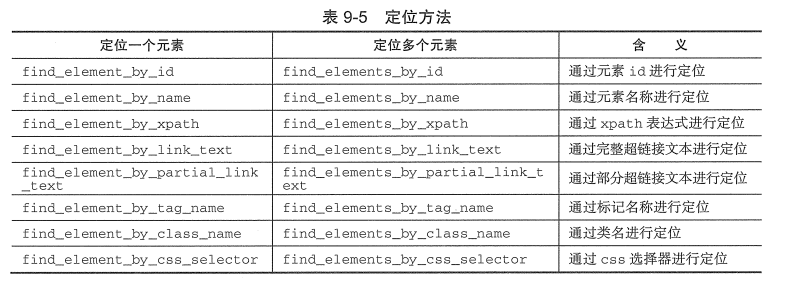 表 9-5 定位方法
定位一个元素 定位多个元素 含 义
find_element_by_id find_elements_by_id 通过元素 id 进行定位
find_element_by_name find_elements_by_name 通过元素名称进行定位
find_element_by_xpath find_elements_by_xpath 通过 xpath 表达式进行定位
find_element_by_link_text find_elements_by_link_text 通过完整超链接文本进行定位
find_element_by_partial_link find_elements_by_partial_link_t 通过部分超链接文本进行定位
_text ext
find_element_by_tag_name find_elements_by_tag_name 通过标记名称进行定位
find_element_by_class_name find_elements_by_class_name 通过类名进行定位
find_element_by_css_selector find_elements_by_css_selector 通过 css 选择器进行定位